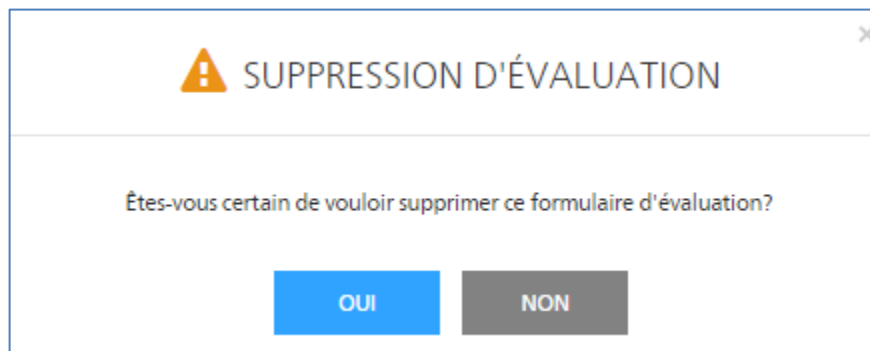 SUPPRESSION D'ÉVALUATION
Êtes-vous certain de vouloir supprimer ce formulaire d'évaluation?
OUI
NON